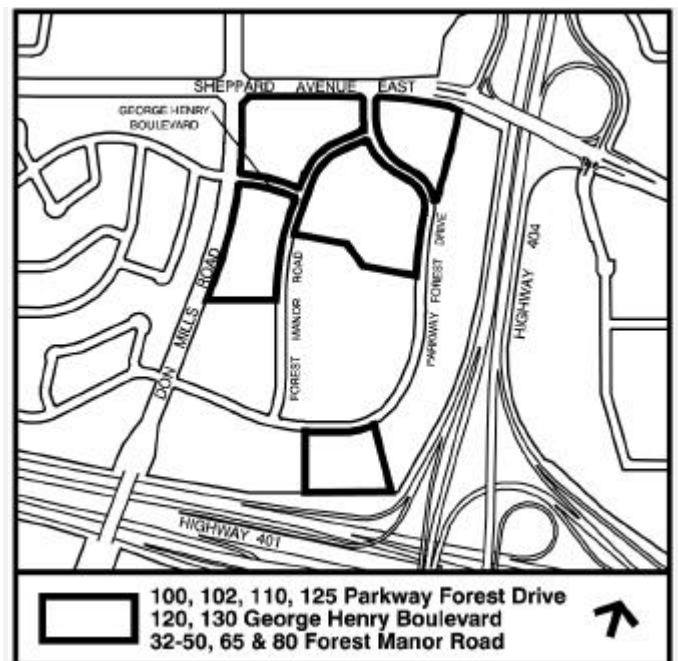 SHEPPARD AVENUE EAST
GEORGE HENRY
BOULEVARD
DON MILLS ROAD
FOREST MANOR ROAD
PARKWAY FOREST DRIVE
HIGHWAY 404
HIGHWAY 401
100, 102, 110, 125 Parkway Forest Drive
120, 130 George Henry Boulevard
32-50, 65 & 80 Forest Manor Road